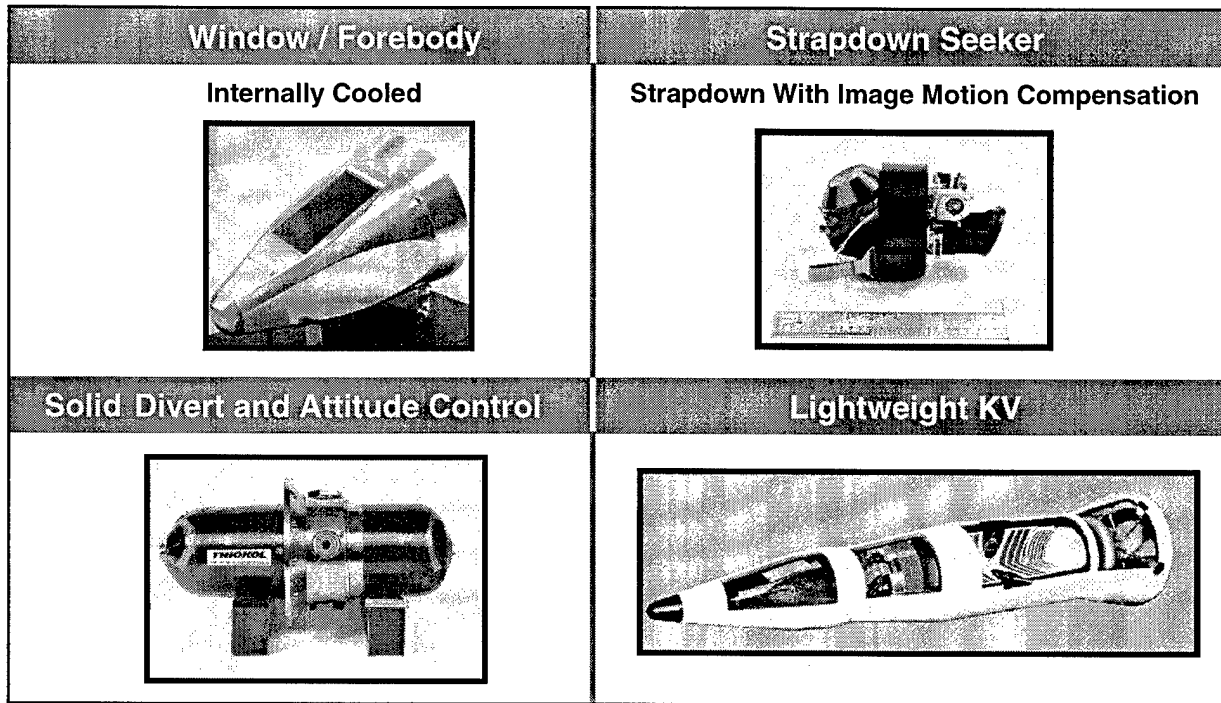 Window / Forebody
Strapdown Seeker
Internally Cooled
Strapdown With Image Motion Compensation
Solid Divert and Attitude Control
Lightweight KV
THIOKOL